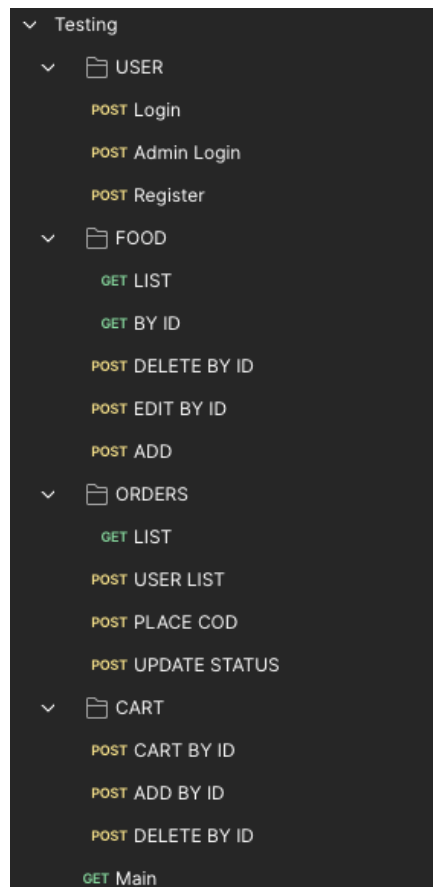 Testing
USER
POST Login
POST Admin Login
POST Register
FOOD
GET LIST
GET BY ID
POST DELETE BY ID
POST EDIT BY ID
POST ADD
ORDERS
GET LIST
POST USER LIST
POST PLACE COD
POST UPDATE STATUS
CART
POST CART BY ID
POST ADD BY ID
POST DELETE BY ID
GET Main